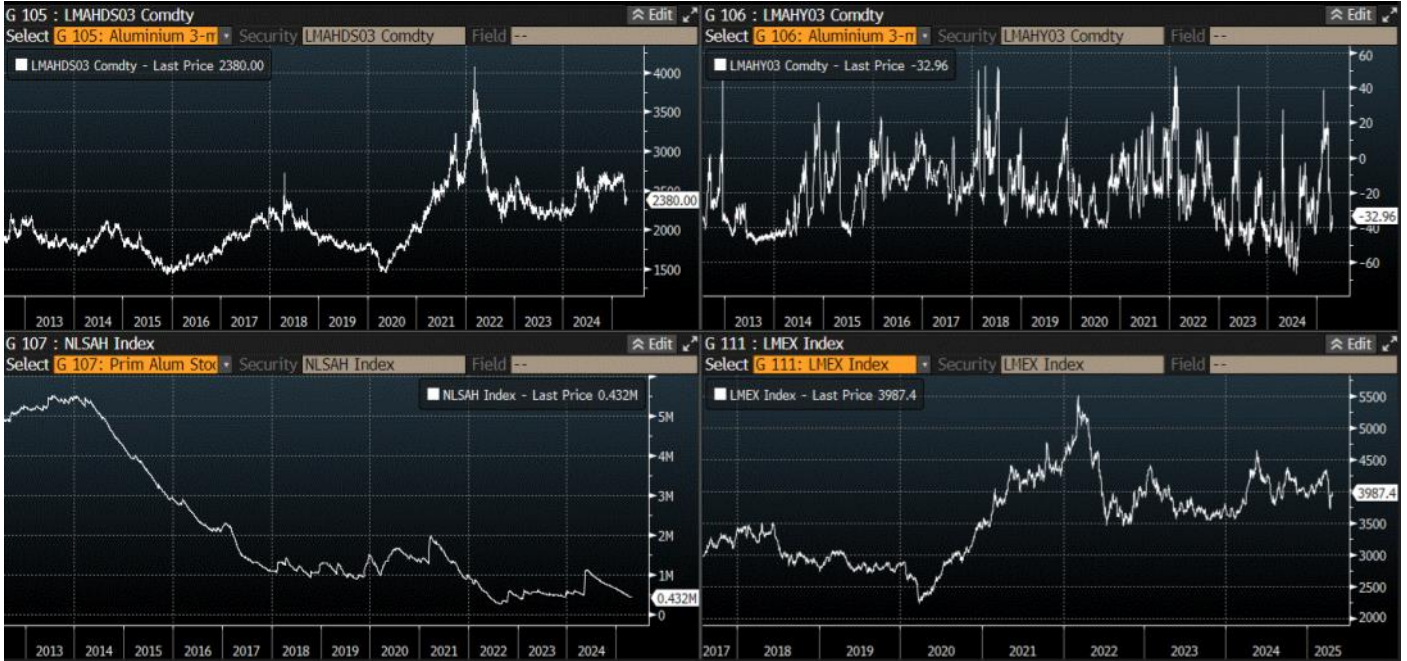 G 105 : LMAHDS03 Comdty
Edit
Select G 105: Aluminium 3-m Security LMAHDS03 Comdty Field --
LMAHDS03 Comdty - Last Price 2380.00
4000
3500
3000
2500
2380.00
2000
1500
2013 2014 2015 2016 2017 2018 2019 2020 2021 2022 2023 2024
G 106 : LMAHY03 Comdty
Edit
Select G 106: Aluminium 3-m Security LMAHY03 Comdty Field --
LMAHY03 Comdty - Last Price -32.96
60
40
20
0
-20
-32.96
-40
-60
2013 2014 2015 2016 2017 2018 2019 2020 2021 2022 2023 2024
G 107 : NLSAH Index
Edit
Select G 107: Prim Alum Stoc Security NLSAH Index Field --
NLSAH Index - Last Price 0.432M
5M
4M
3M
2M
1M
0.432M
0
2013 2014 2015 2016 2017 2018 2019 2020 2021 2022 2023 2024
G 111 : LMEX Index
Edit
Select G 111: LMEX Index Security LMEX Index Field --
LMEX Index - Last Price 3987.4
5500
5000
4500
3987.4
3500
3000
2500
2000
2017 2018 2019 2020 2021 2022 2023 2024 2025